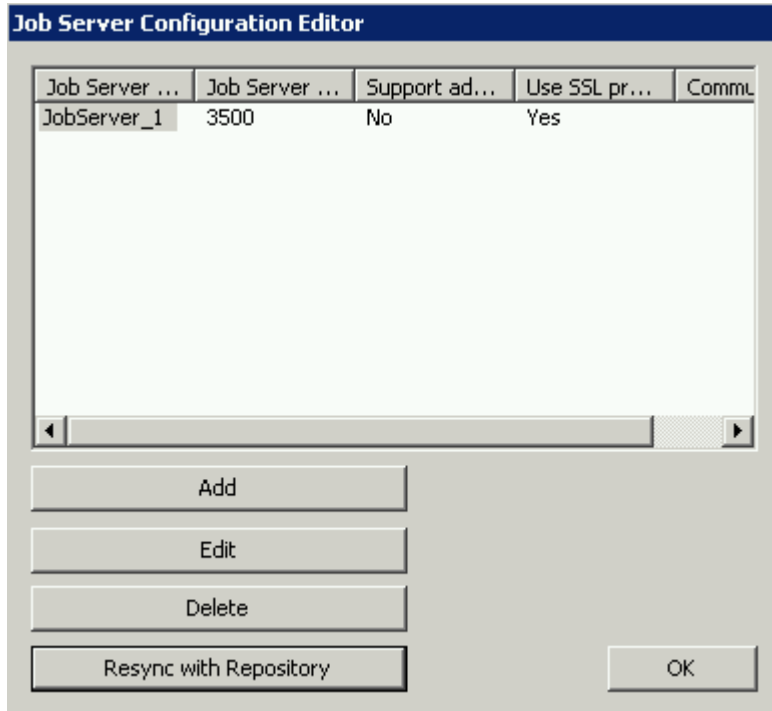 Job Server Configuration Editor
Job Server ... Job Server ... Support ad... Use SSL pr... Commu
JobServer_1 3500 No Yes
Add
Edit
Delete
Resync with Repository OK